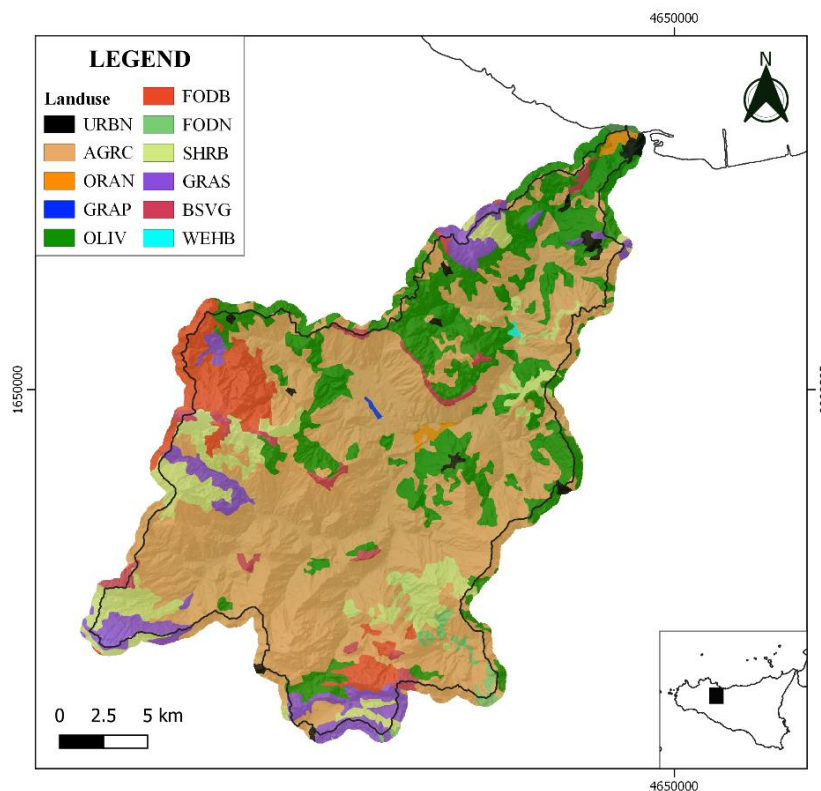 4650000
LEGEND
Landuse
URBN
AGRC
ORAN
GRAP
OLIV
FODB
FODN
SHRB
GRAS
BSVG
WEHB
N
1650000
0 2.5 5 km
4650000